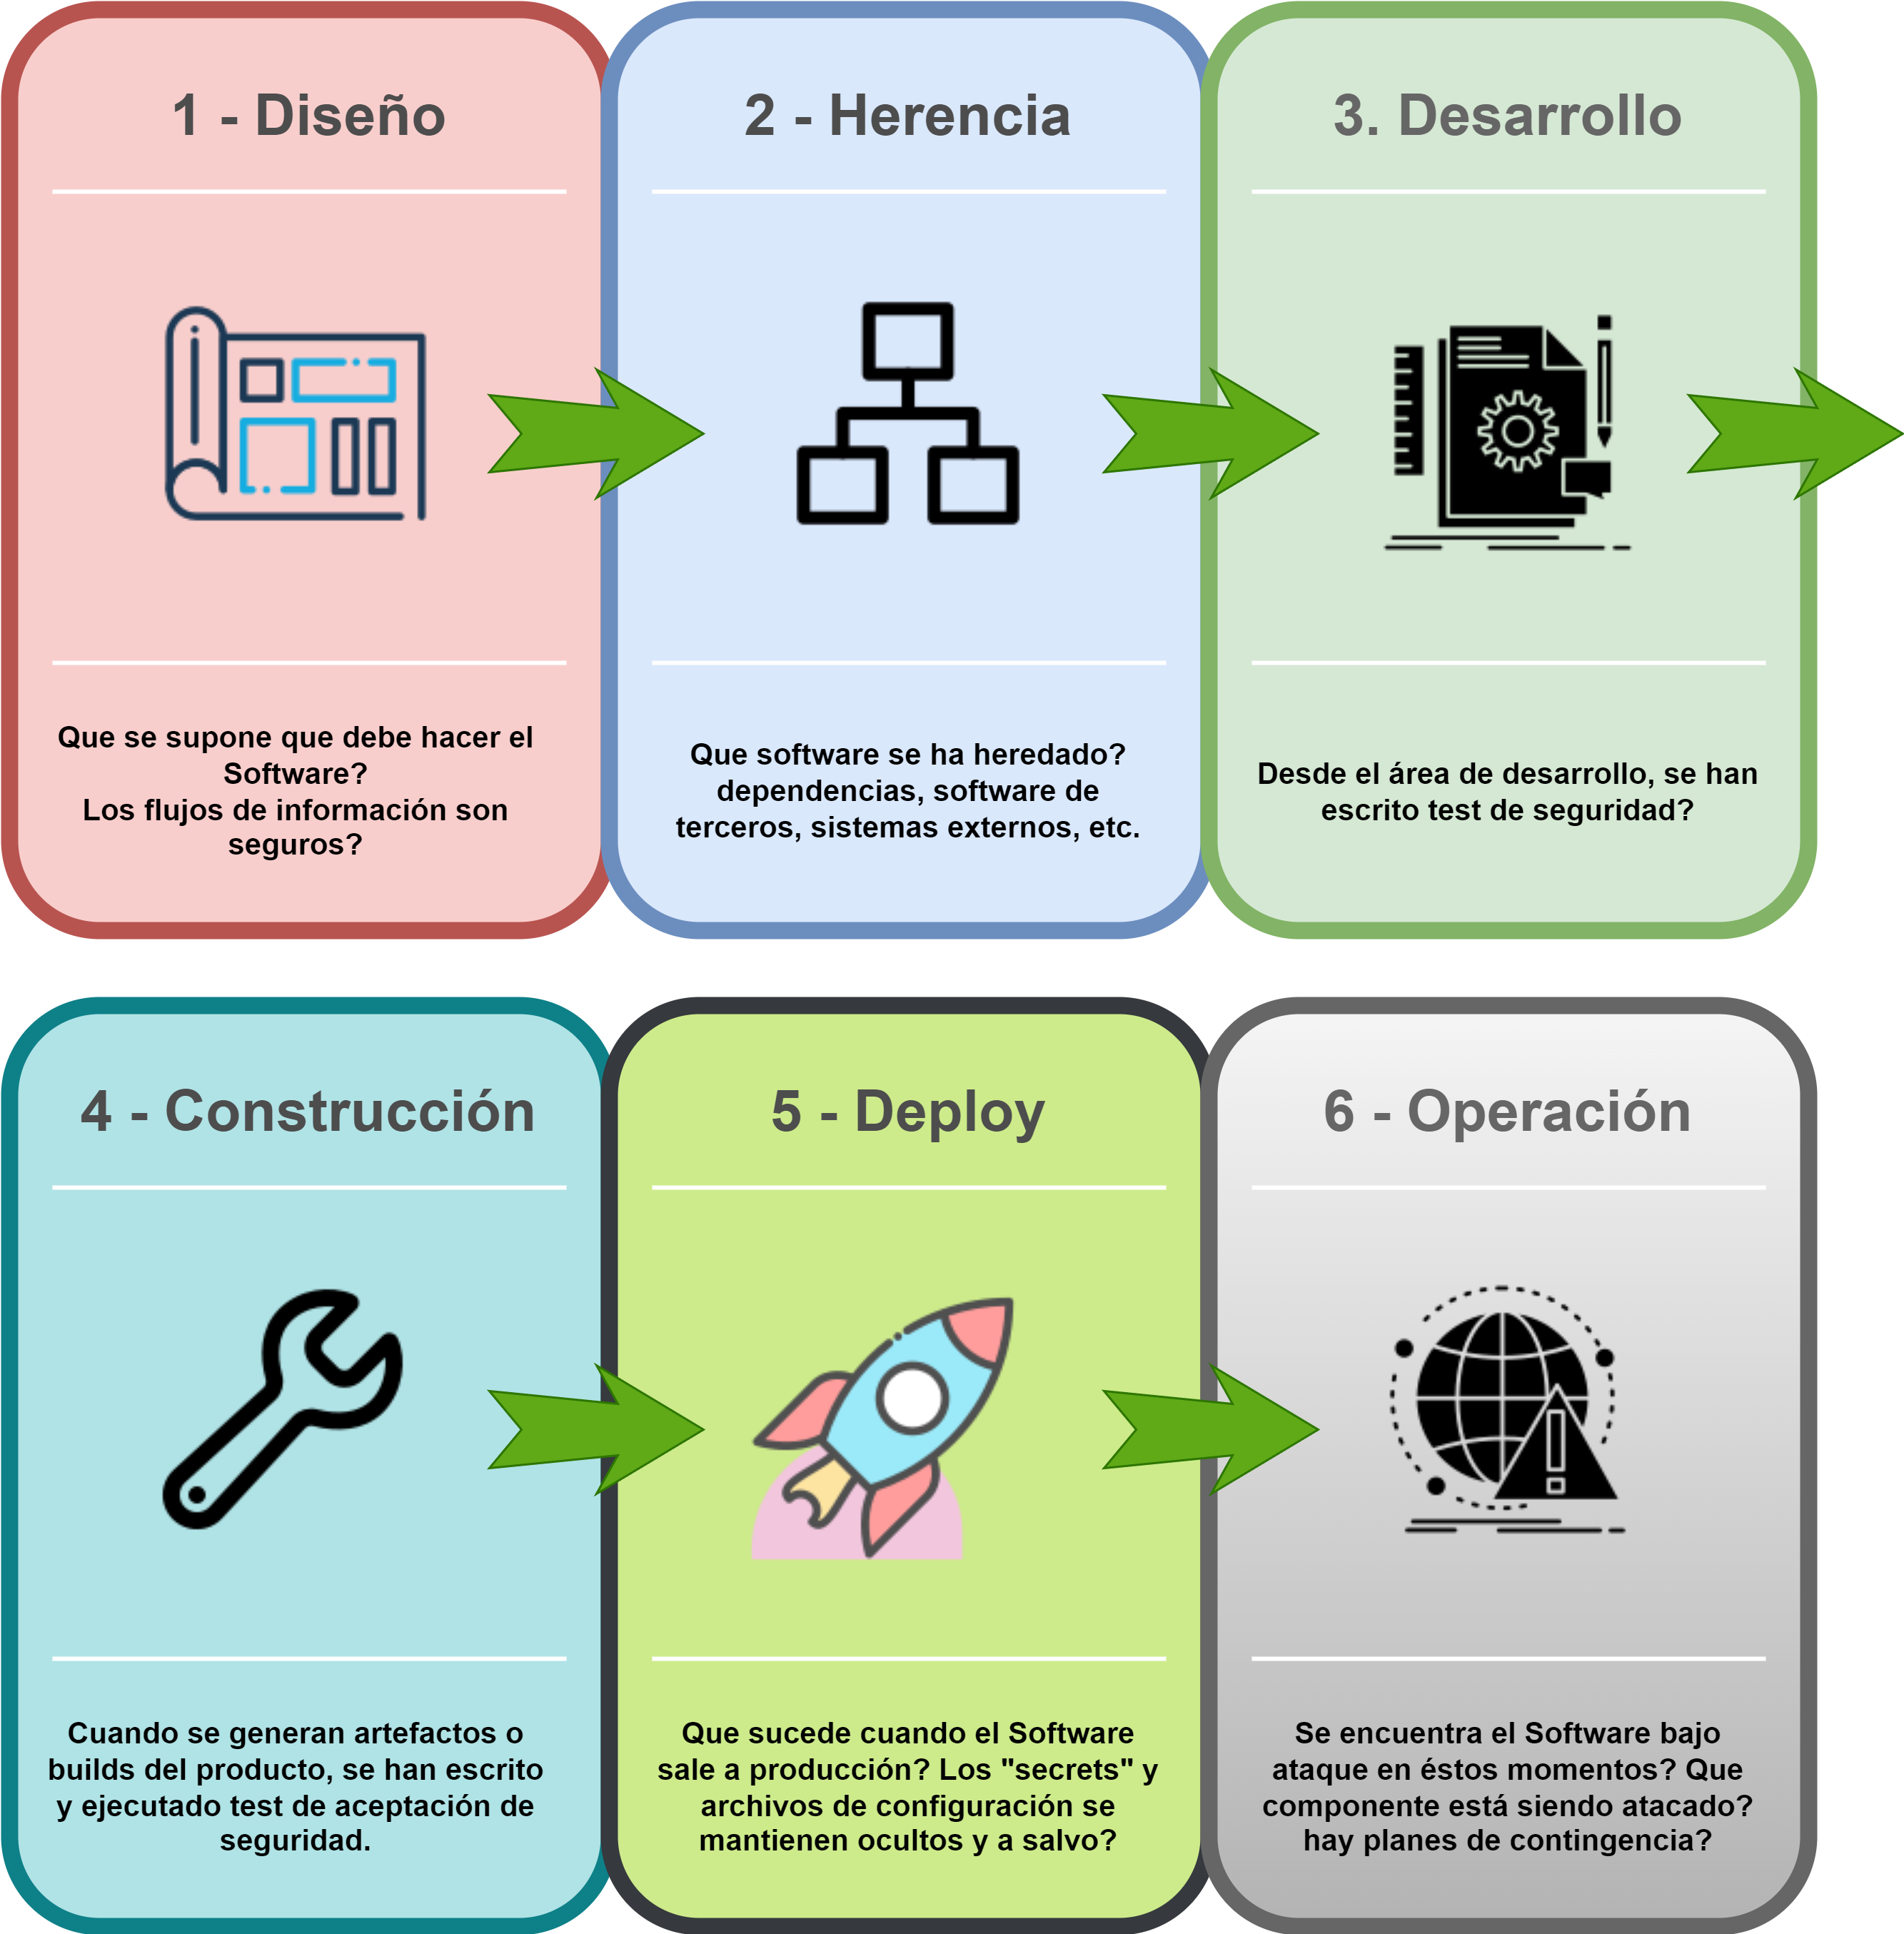 1 - Diseño
Que se supone que debe hacer el
Software?
Los flujos de información son
seguros?
2 - Herencia
Que software se ha heredado?
dependencias, software de
terceros, sistemas externos, etc.
3. Desarrollo
Desde el área de desarrollo, se han
escrito test de seguridad?
4 - Construcción
Cuando se generan artefactos o
builds del producto, se han escrito
y ejecutado test de aceptación de
seguridad.
5 - Deploy
Que sucede cuando el Software
sale a producción? Los "secrets" y
archivos de configuración se
mantienen ocultos y a salvo?
6 - Operación
Se encuentra el Software bajo
ataque en éstos momentos? Que
componente está siendo atacado?
hay planes de contingencia?